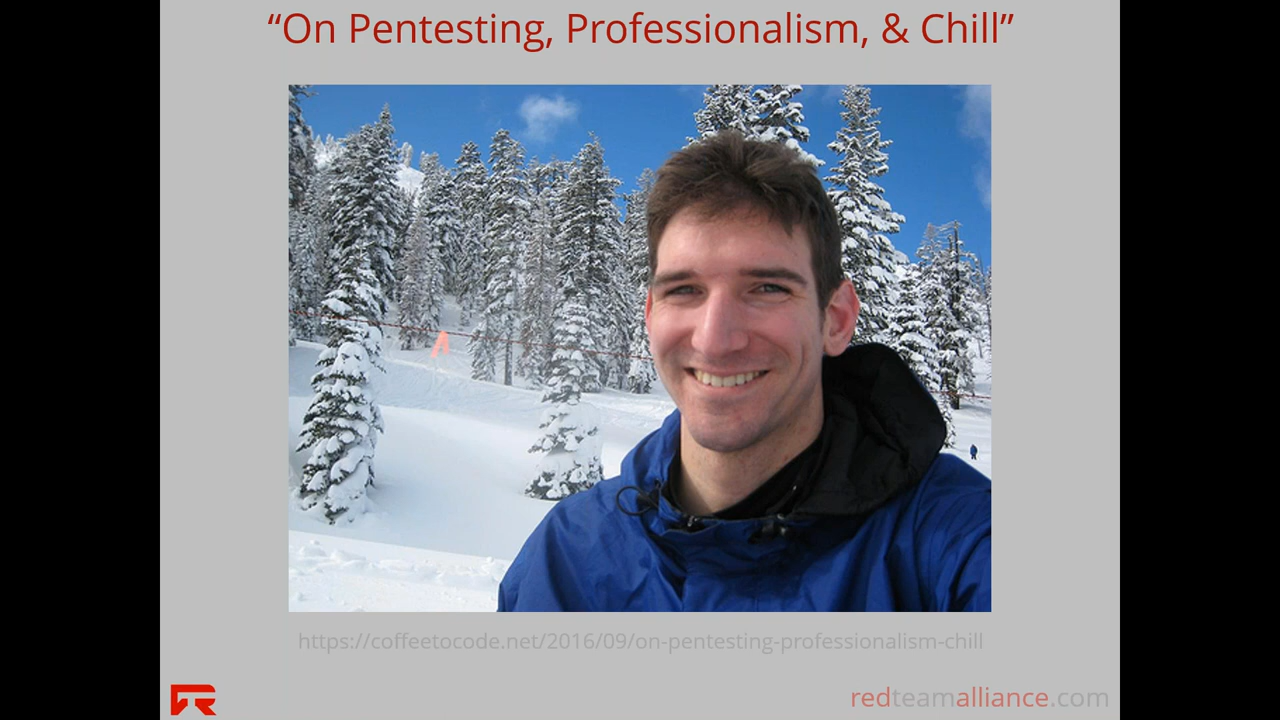 “On Pentesting, Professionalism, & Chill”
https://coffeetocode.net/2016/09/on-pentesting-professionalism-chill
redteamalliance.com